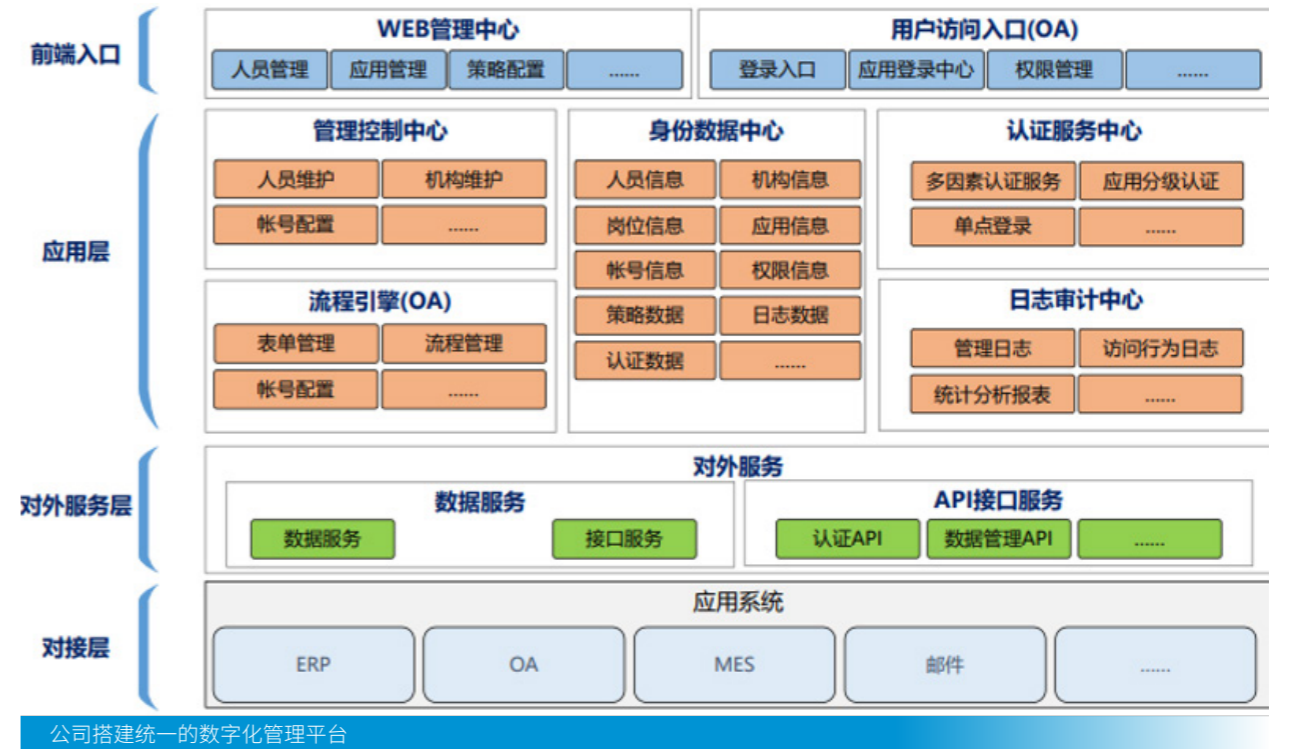 前端入口
WEB管理中心
人员管理
应用管理
策略配置
......
用户访问入口(OA)
登录入口
应用登录中心
权限管理
......
应用层
管理控制中心
人员维护
机构维护
帐号配置
......
流程引擎(OA)
表单管理
流程管理
帐号配置
......
身份数据中心
人员信息
机构信息
岗位信息
应用信息
帐号信息
权限信息
策略数据
日志数据
认证数据
......
认证服务中心
多因素认证服务
应用分级认证
单点登录
......
日志审计中心
管理日志
访问行为日志
统计分析报表
......
对外服务层
对外服务
数据服务
数据服务
接口服务
API接口服务
认证API
数据管理API
......
对接层
应用系统
ERP
OA
MES
邮件
......
公司搭建统一的数字化管理平台